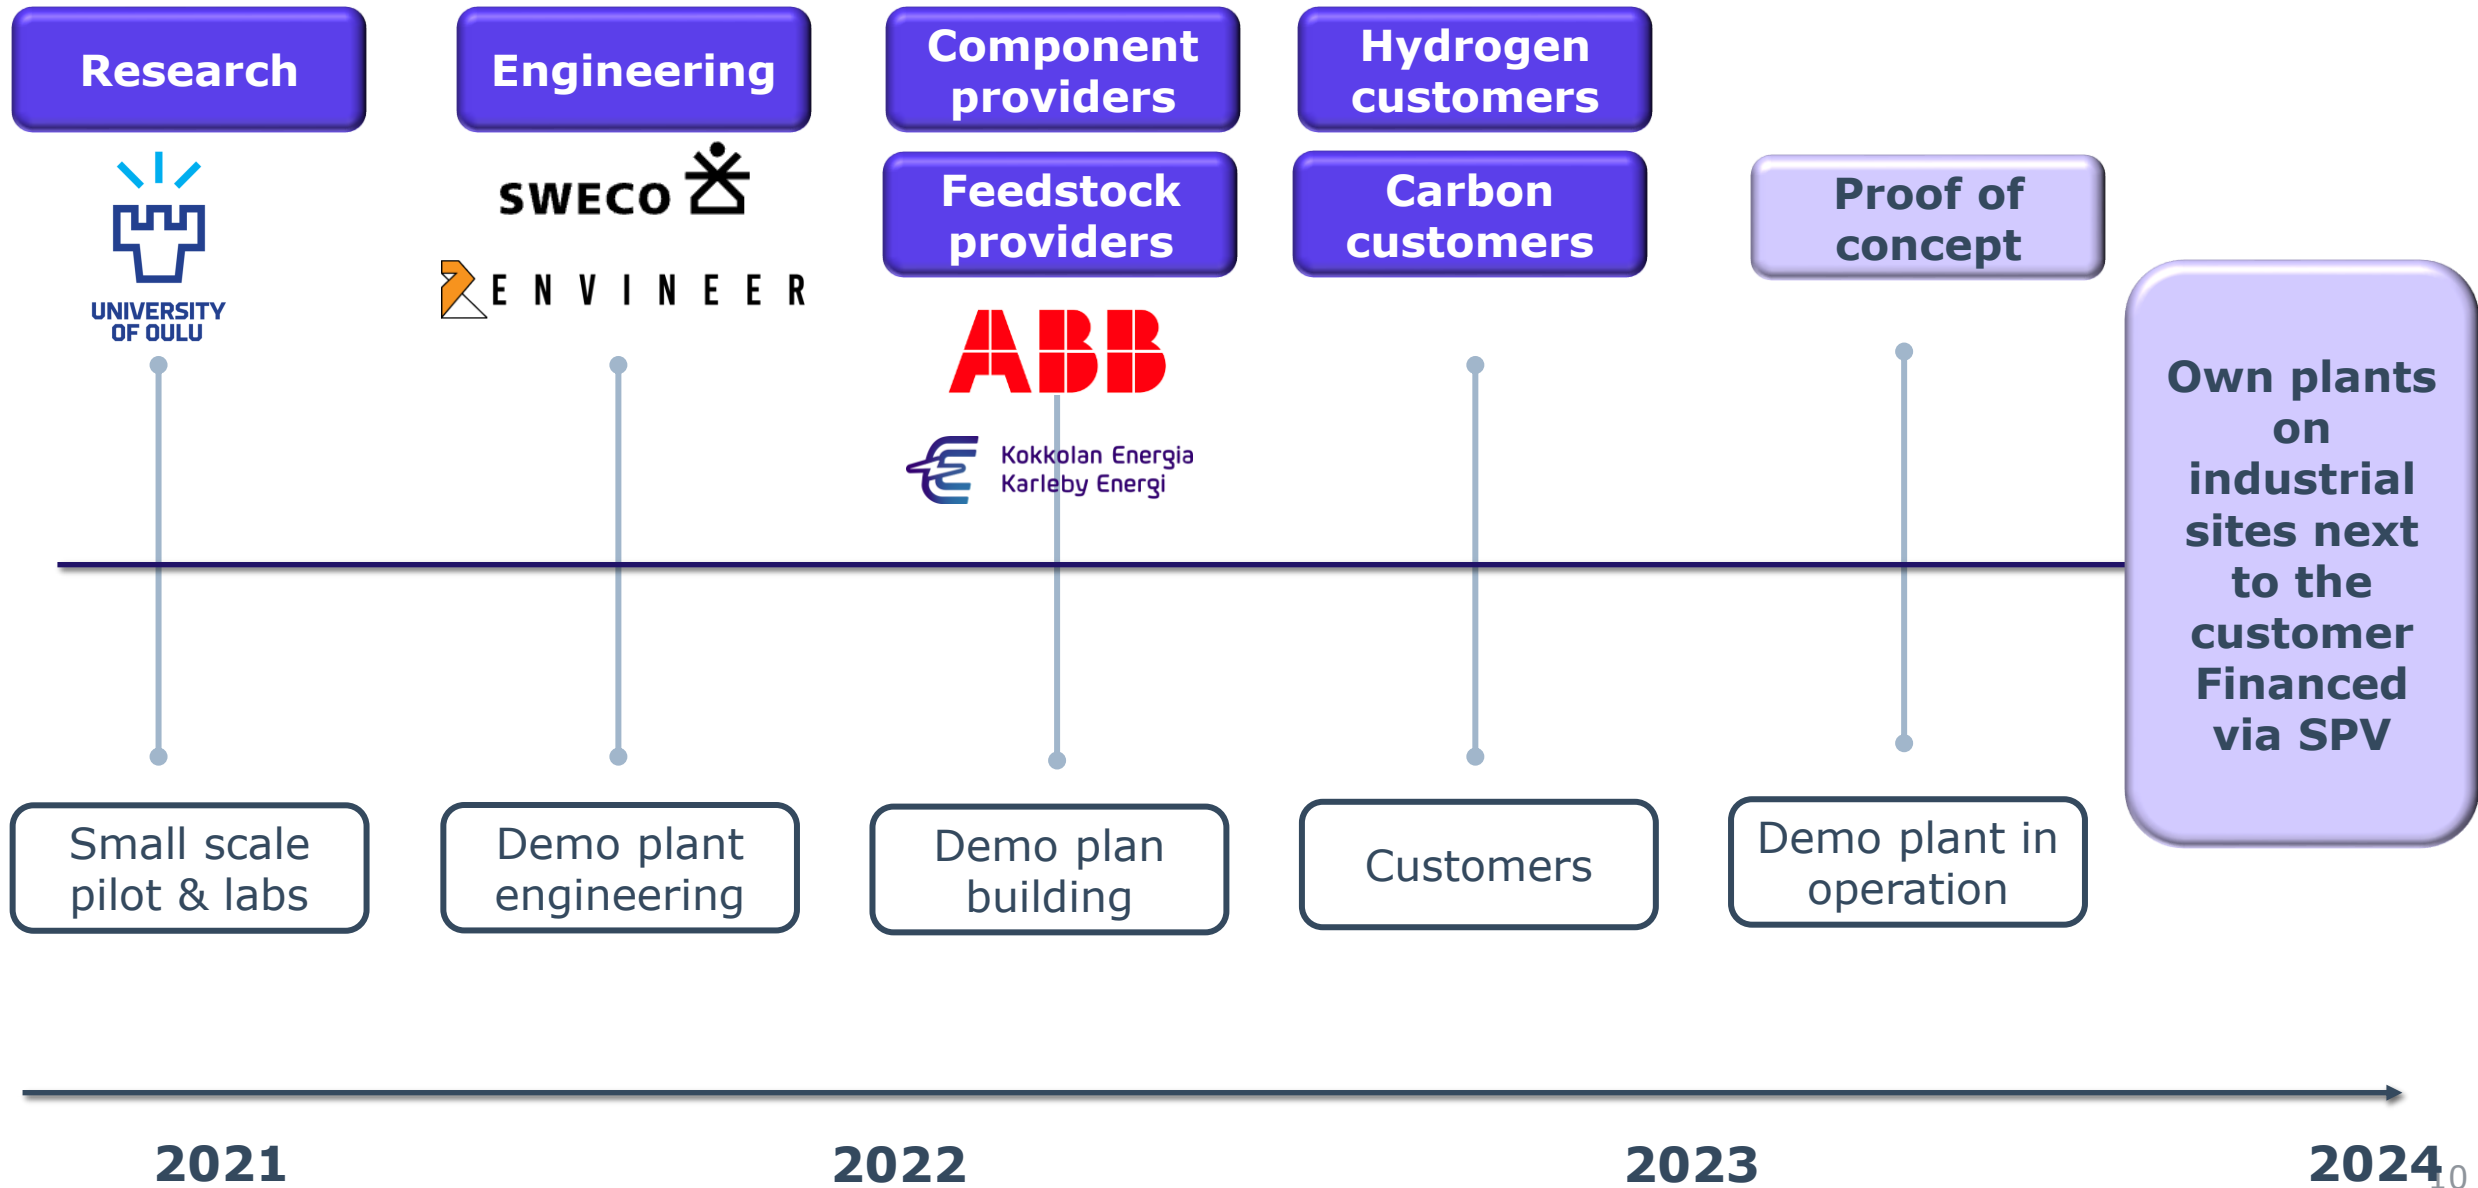 Research
UNIVERSITY
OF OULU
Engineering
SWECO
ENVINEER
Component
providers
Feedstock
providers
ABB
Kokkolan Energia
Karleby Energi
Hydrogen
customers
Carbon
customers
Proof of
concept
Own plants
on
industrial
sites next
to the
customer
Financed
via SPV
Small scale
pilot & labs
Demo plant
engineering
Demo plan
building
Customers
Demo plant in
operation
2021
2022
2023
2024
10